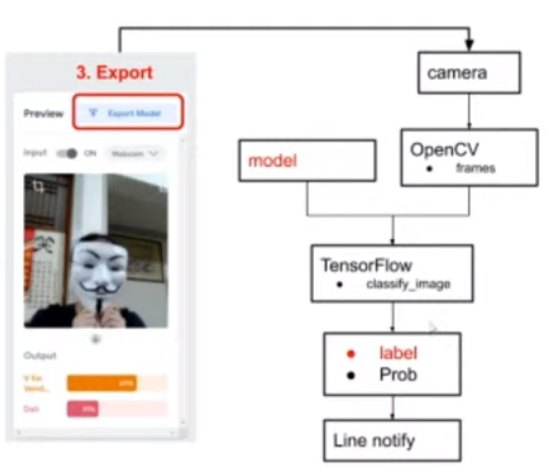 3. Export
Preview
Export Model
Input
ON
Webcam
Output
V for
Vend...
Dad
camera
OpenCV
• frames
model
TensorFlow
• classify_image
• label
• Prob
Line notify